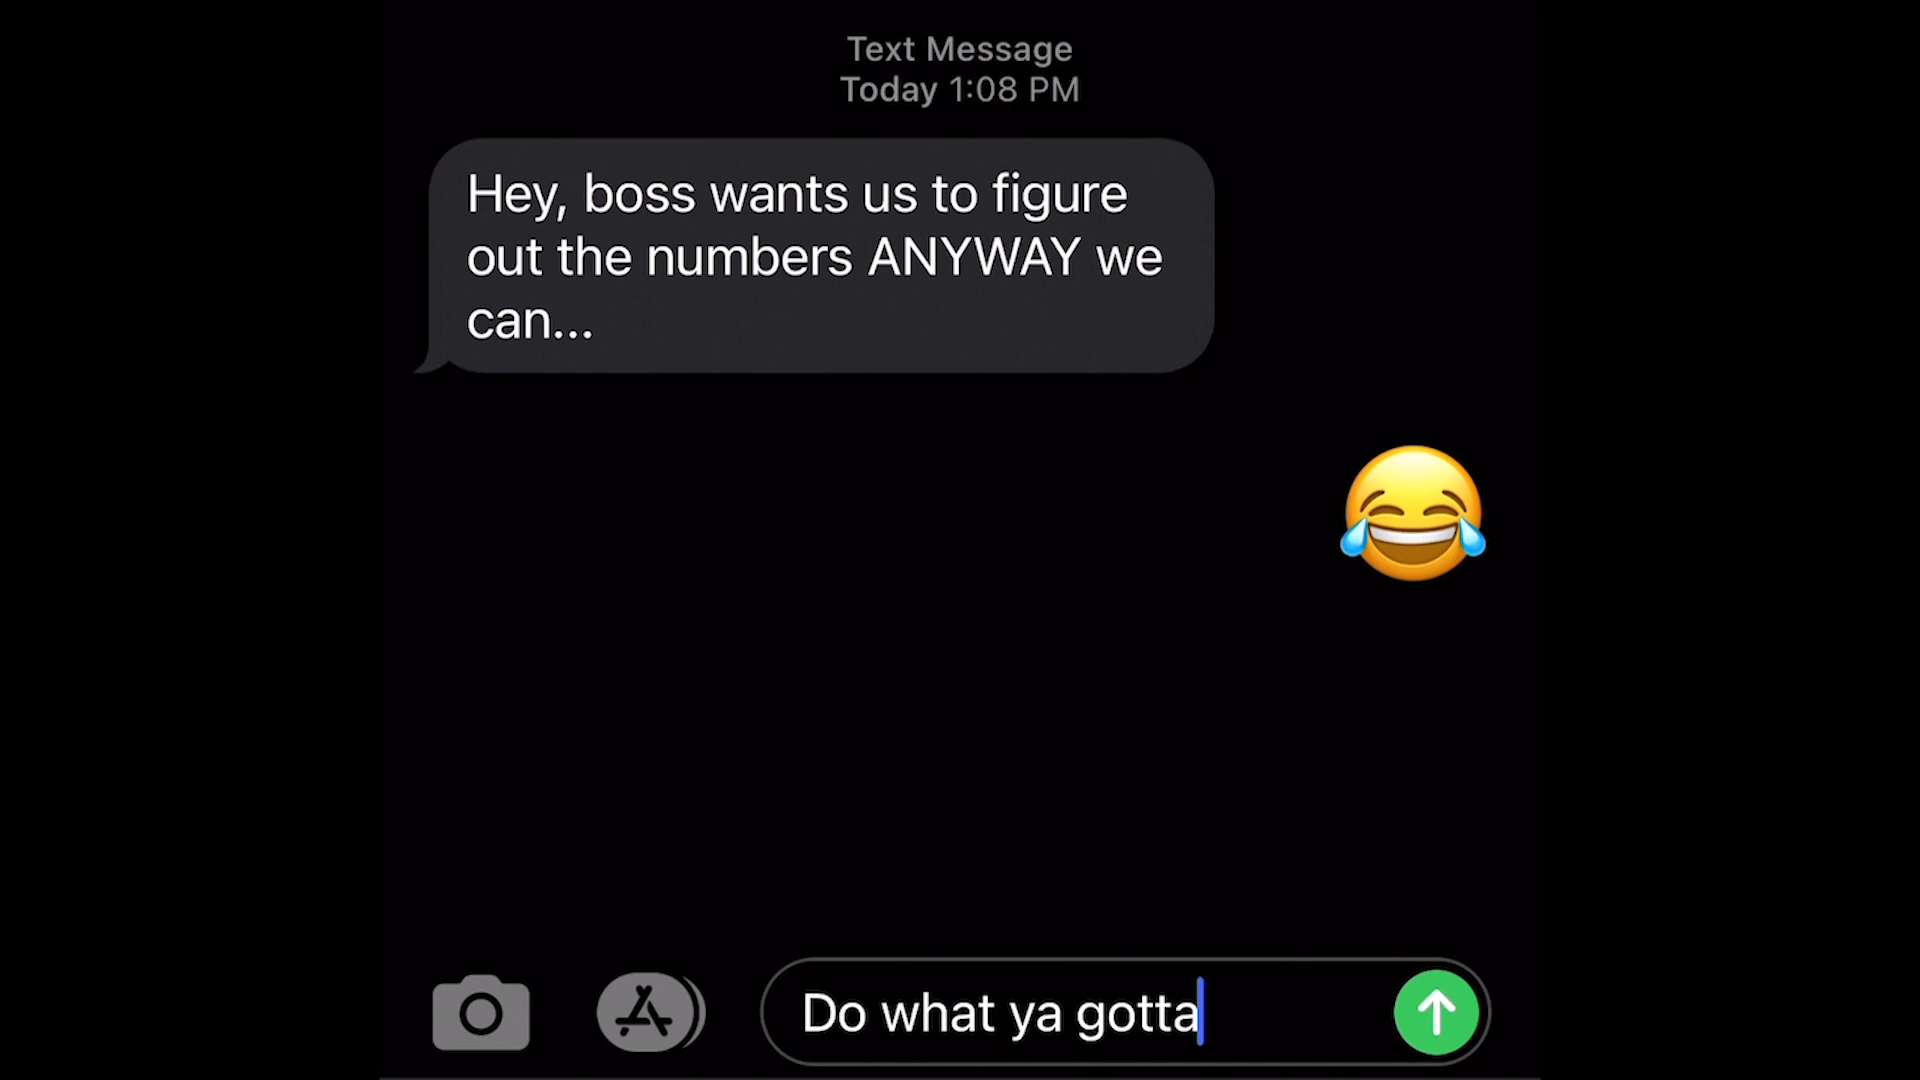 Text Message
Today 1:08 PM
Hey, boss wants us to figure
out the numbers ANYWAY we
can...
😂
Do what ya gotta